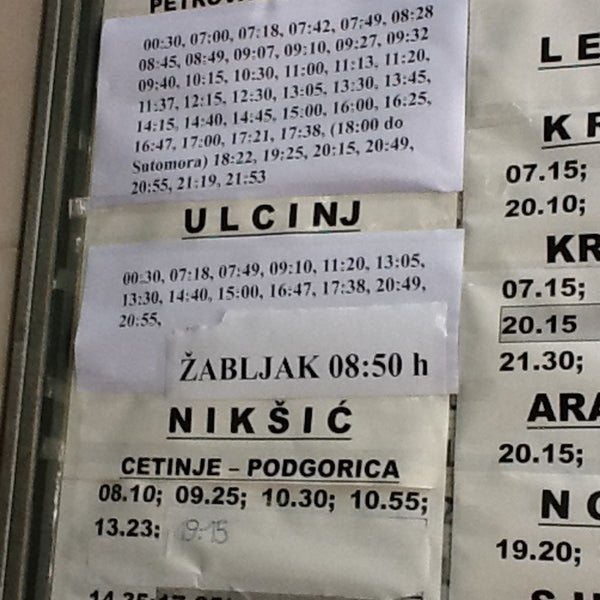 00:30, 07:00, 07:18, 07:42, 07:49, 08:28
08:45, 08:49, 09:07, 09:10, 09:27, 09:32
09:40, 10:15, 10:30, 11:00, 11:13, 11:20,
11:37, 12:15, 12:30, 13:05, 13:30, 13:45,
14:15, 14:40, 14:45, 15:00, 16:00, 16:25,
16:47, 17:00, 17:21, 17:38, (18:00 do
Sutomora) 18:22, 19:25, 20:15, 20:49,
20:55, 21:19, 21:53
ULCINJ
00:30, 07:18, 07:49, 09:10, 11:20, 13:05,
13:30, 14:40, 15:00, 16:47, 17:38, 20:49,
20:55,
ŽABLJAK 08:50 h
NIKŠIĆ
CETINJE – PODGORICA
08.10; 09.25; 10.30; 10.55;
13.23; 19:15
LE
KR
07.15;
20.10;
KR
07.15;
20.15
21.30;
ARA
20.15;
NO
19.20;